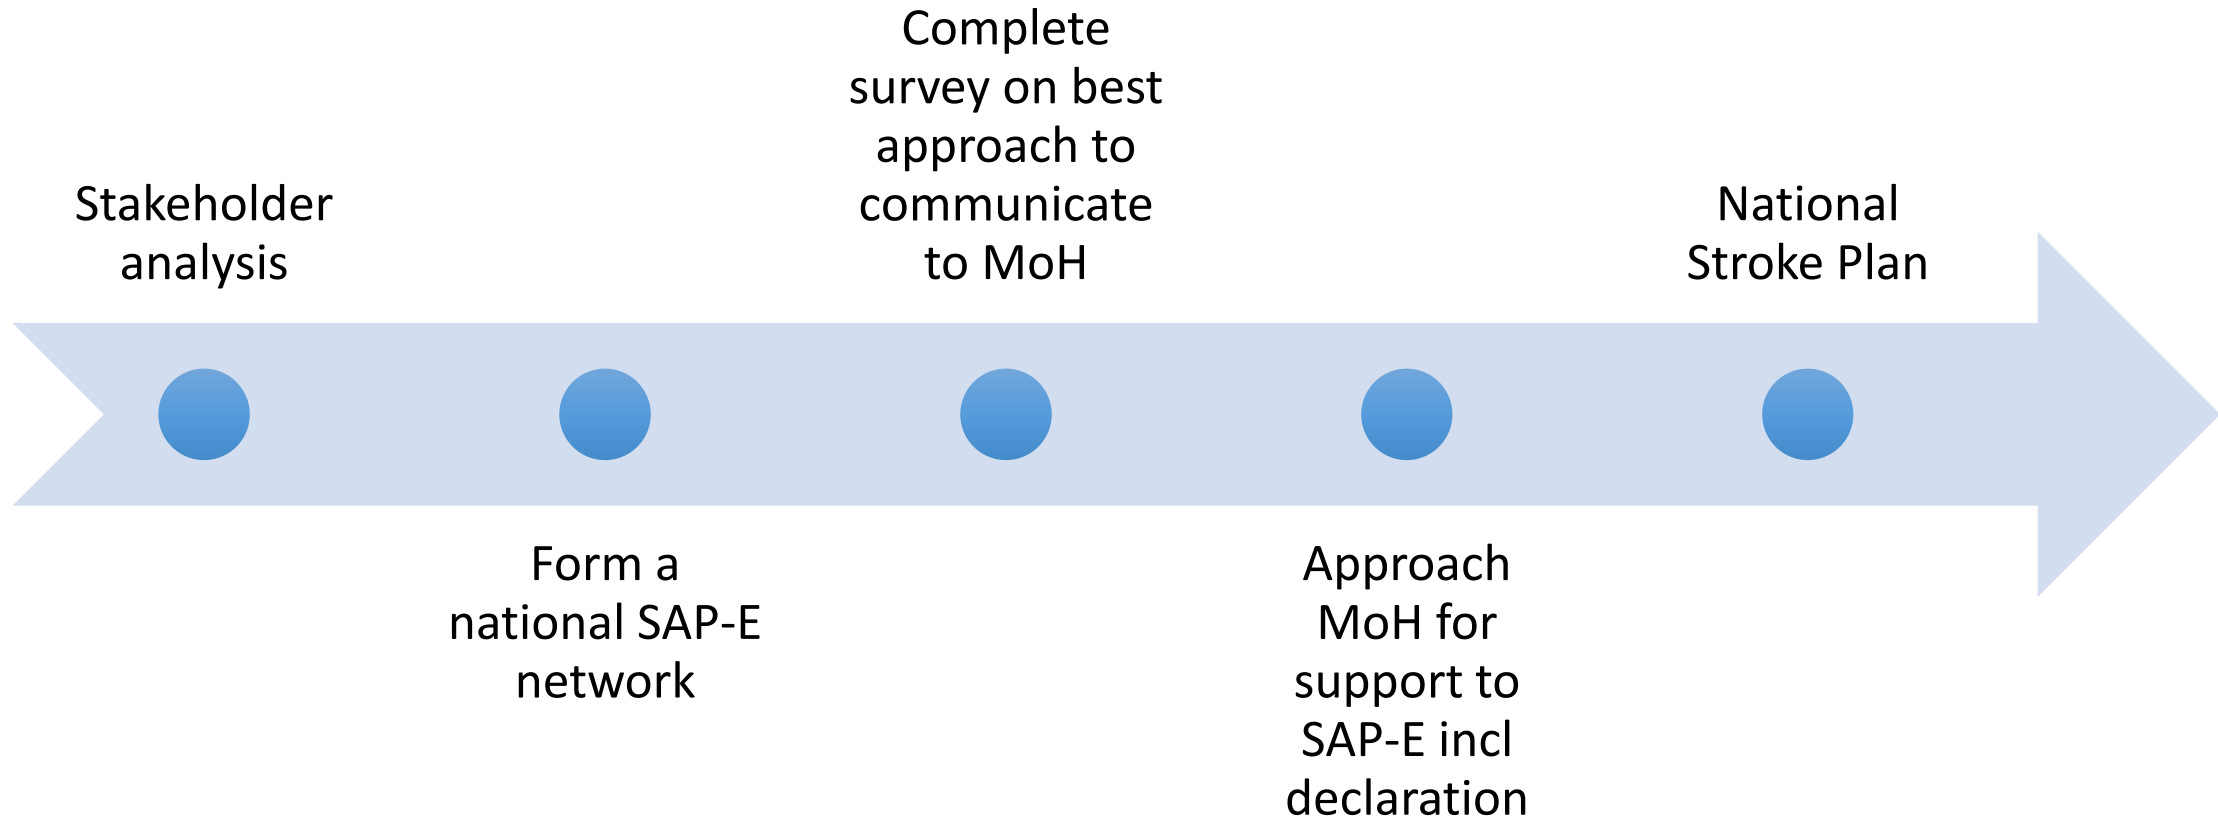 Stakeholder
analysis
Form a
national SAP-E
network
Complete
survey on best
approach to
communicate
to MoH
Approach
MoH for
support to
SAP-E incl
declaration
National
Stroke Plan